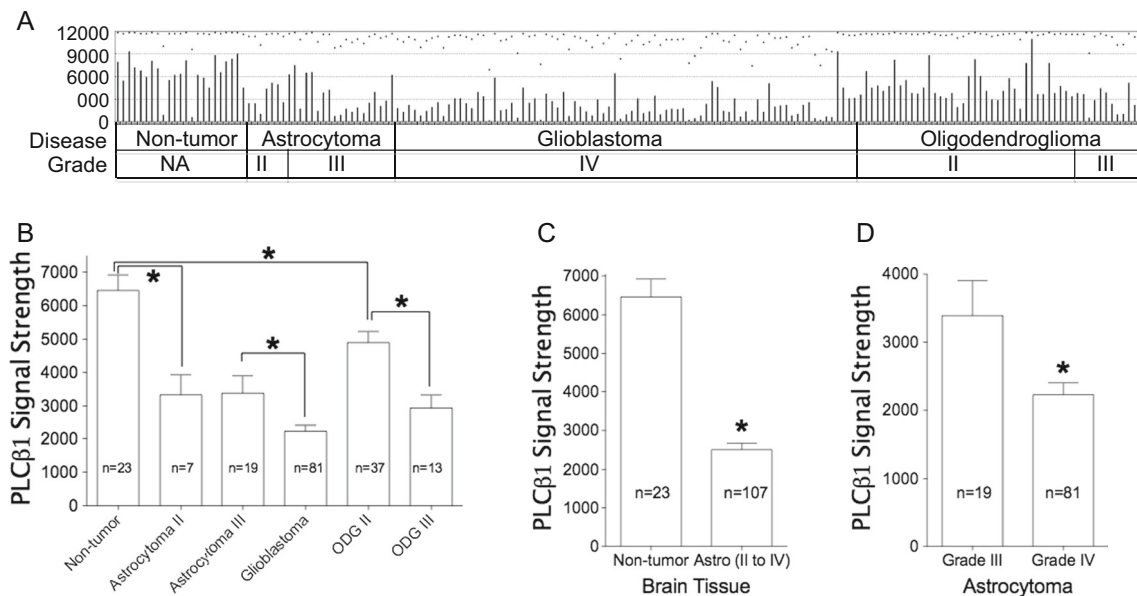 A
12000
9000
6000
000
0
Disease Non-tumor Astrocytoma Glioblastoma Oligodendroglioma
Grade NA II III IV II III
B
PLCβ1 Signal Strength
7000
6000
5000
4000
3000
2000
1000
0
* * * *
n=23 n=7 n=19 n=81 n=37 n=13
Non-tumor Astrocytoma II Astrocytoma III Glioblastoma ODG II ODG III
C
PLCβ1 Signal Strength
7000
6000
5000
4000
3000
2000
1000
0
*
n=23 n=107
Non-tumor Astro (II to IV)
Brain Tissue
D
PLCβ1 Signal Strength
4000
3000
2000
1000
0
*
n=19 n=81
Grade III Grade IV
Astrocytoma